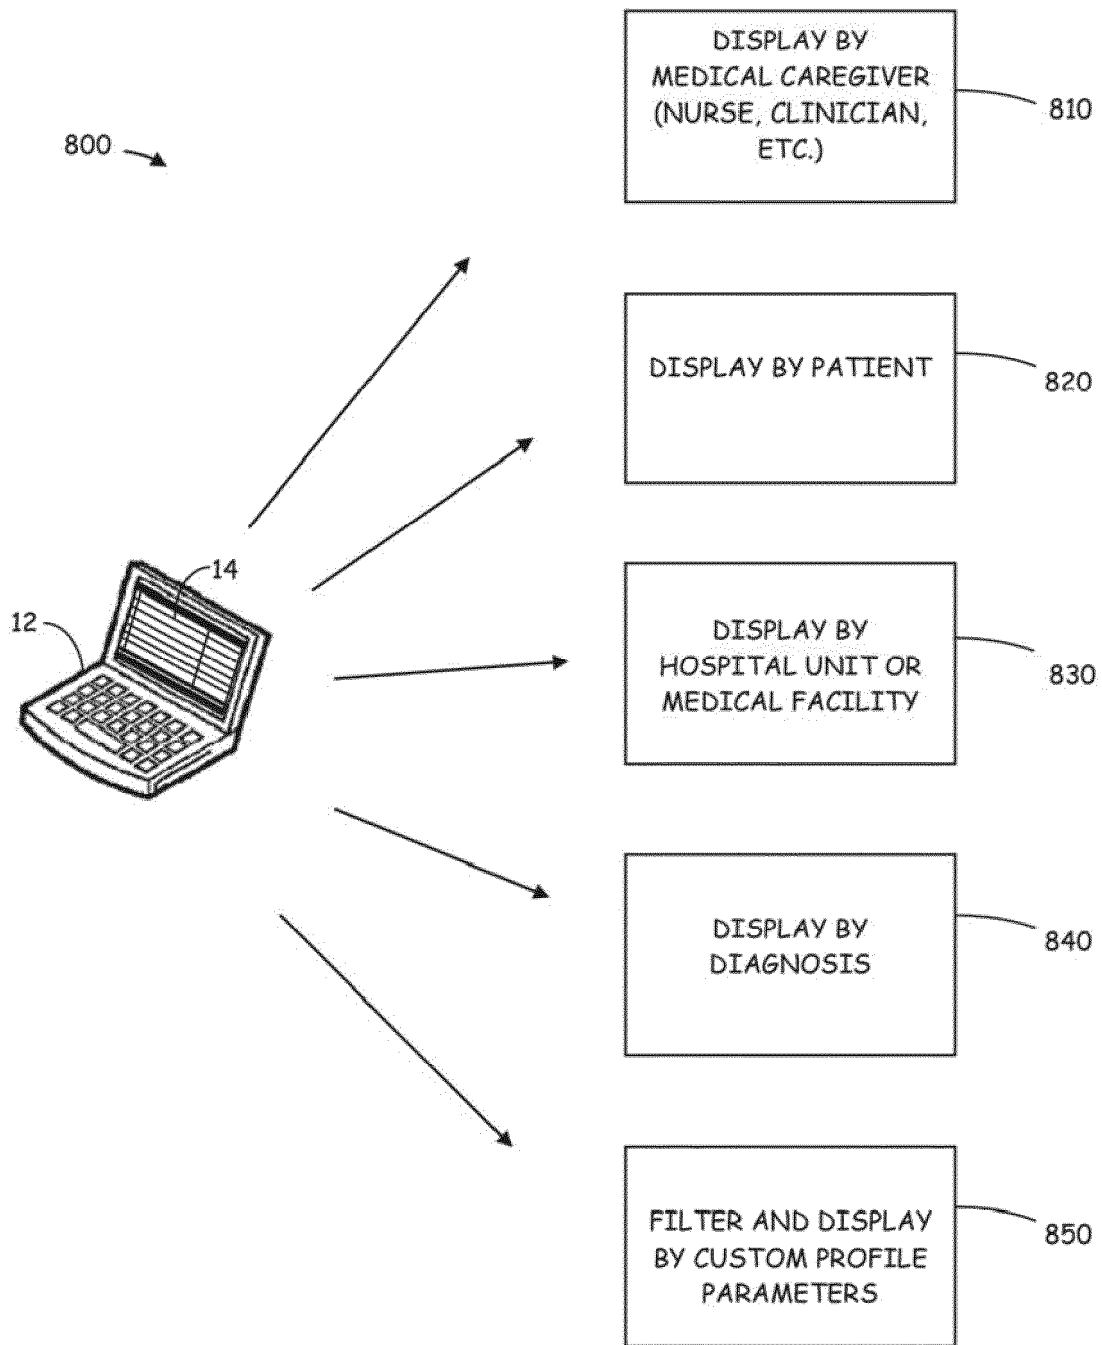 DISPLAY BY
MEDICAL CAREGIVER
(NURSE, CLINICIAN,
ETC.)
810
800
DISPLAY BY PATIENT
820
14
12
DISPLAY BY
HOSPITAL UNIT OR
MEDICAL FACILITY
830
DISPLAY BY
DIAGNOSIS
840
FILTER AND DISPLAY
BY CUSTOM PROFILE
PARAMETERS
850